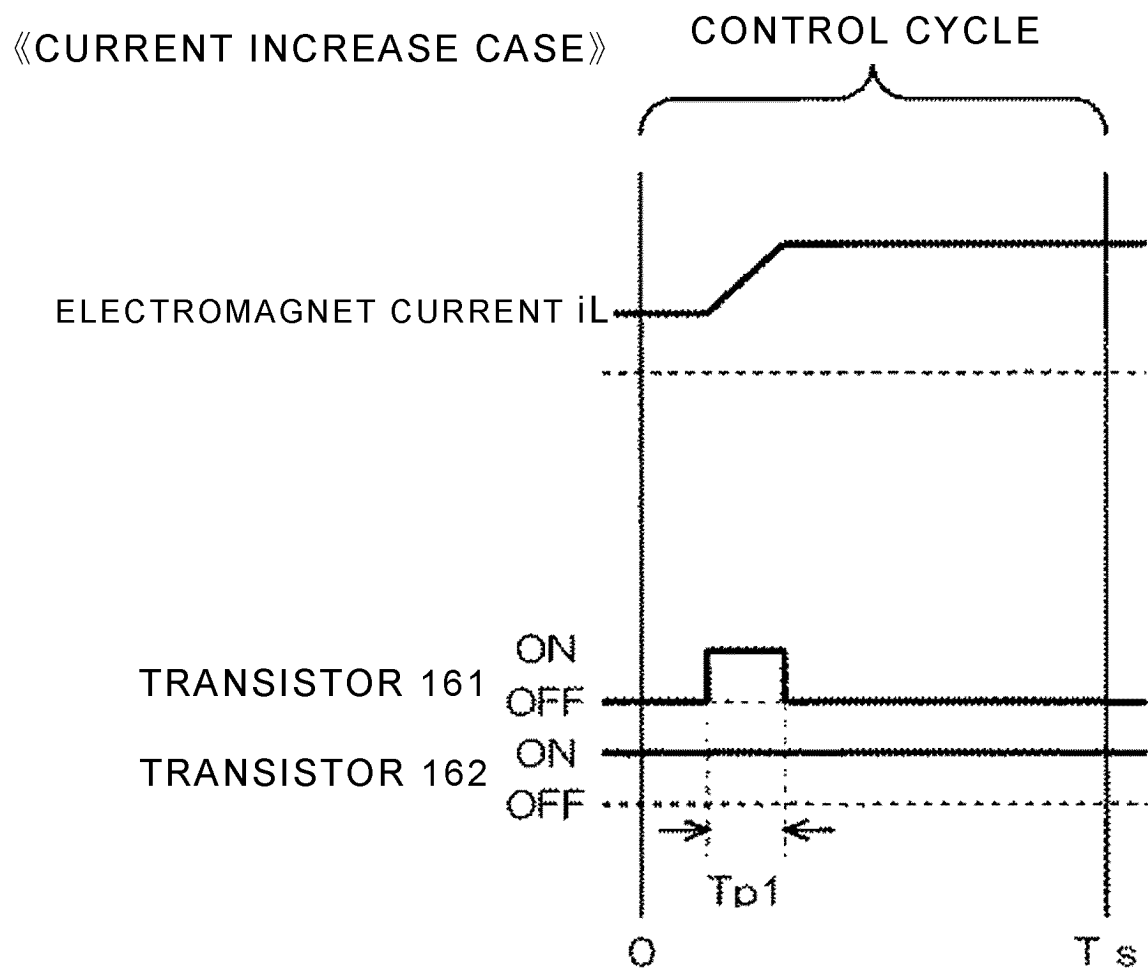 《CURRENT INCREASE CASE》
CONTROL CYCLE
ELECTROMAGNET CURRENT iL
TRANSISTOR 161
ON
OFF
TRANSISTOR 162
ON
OFF
Tp1
0
Ts